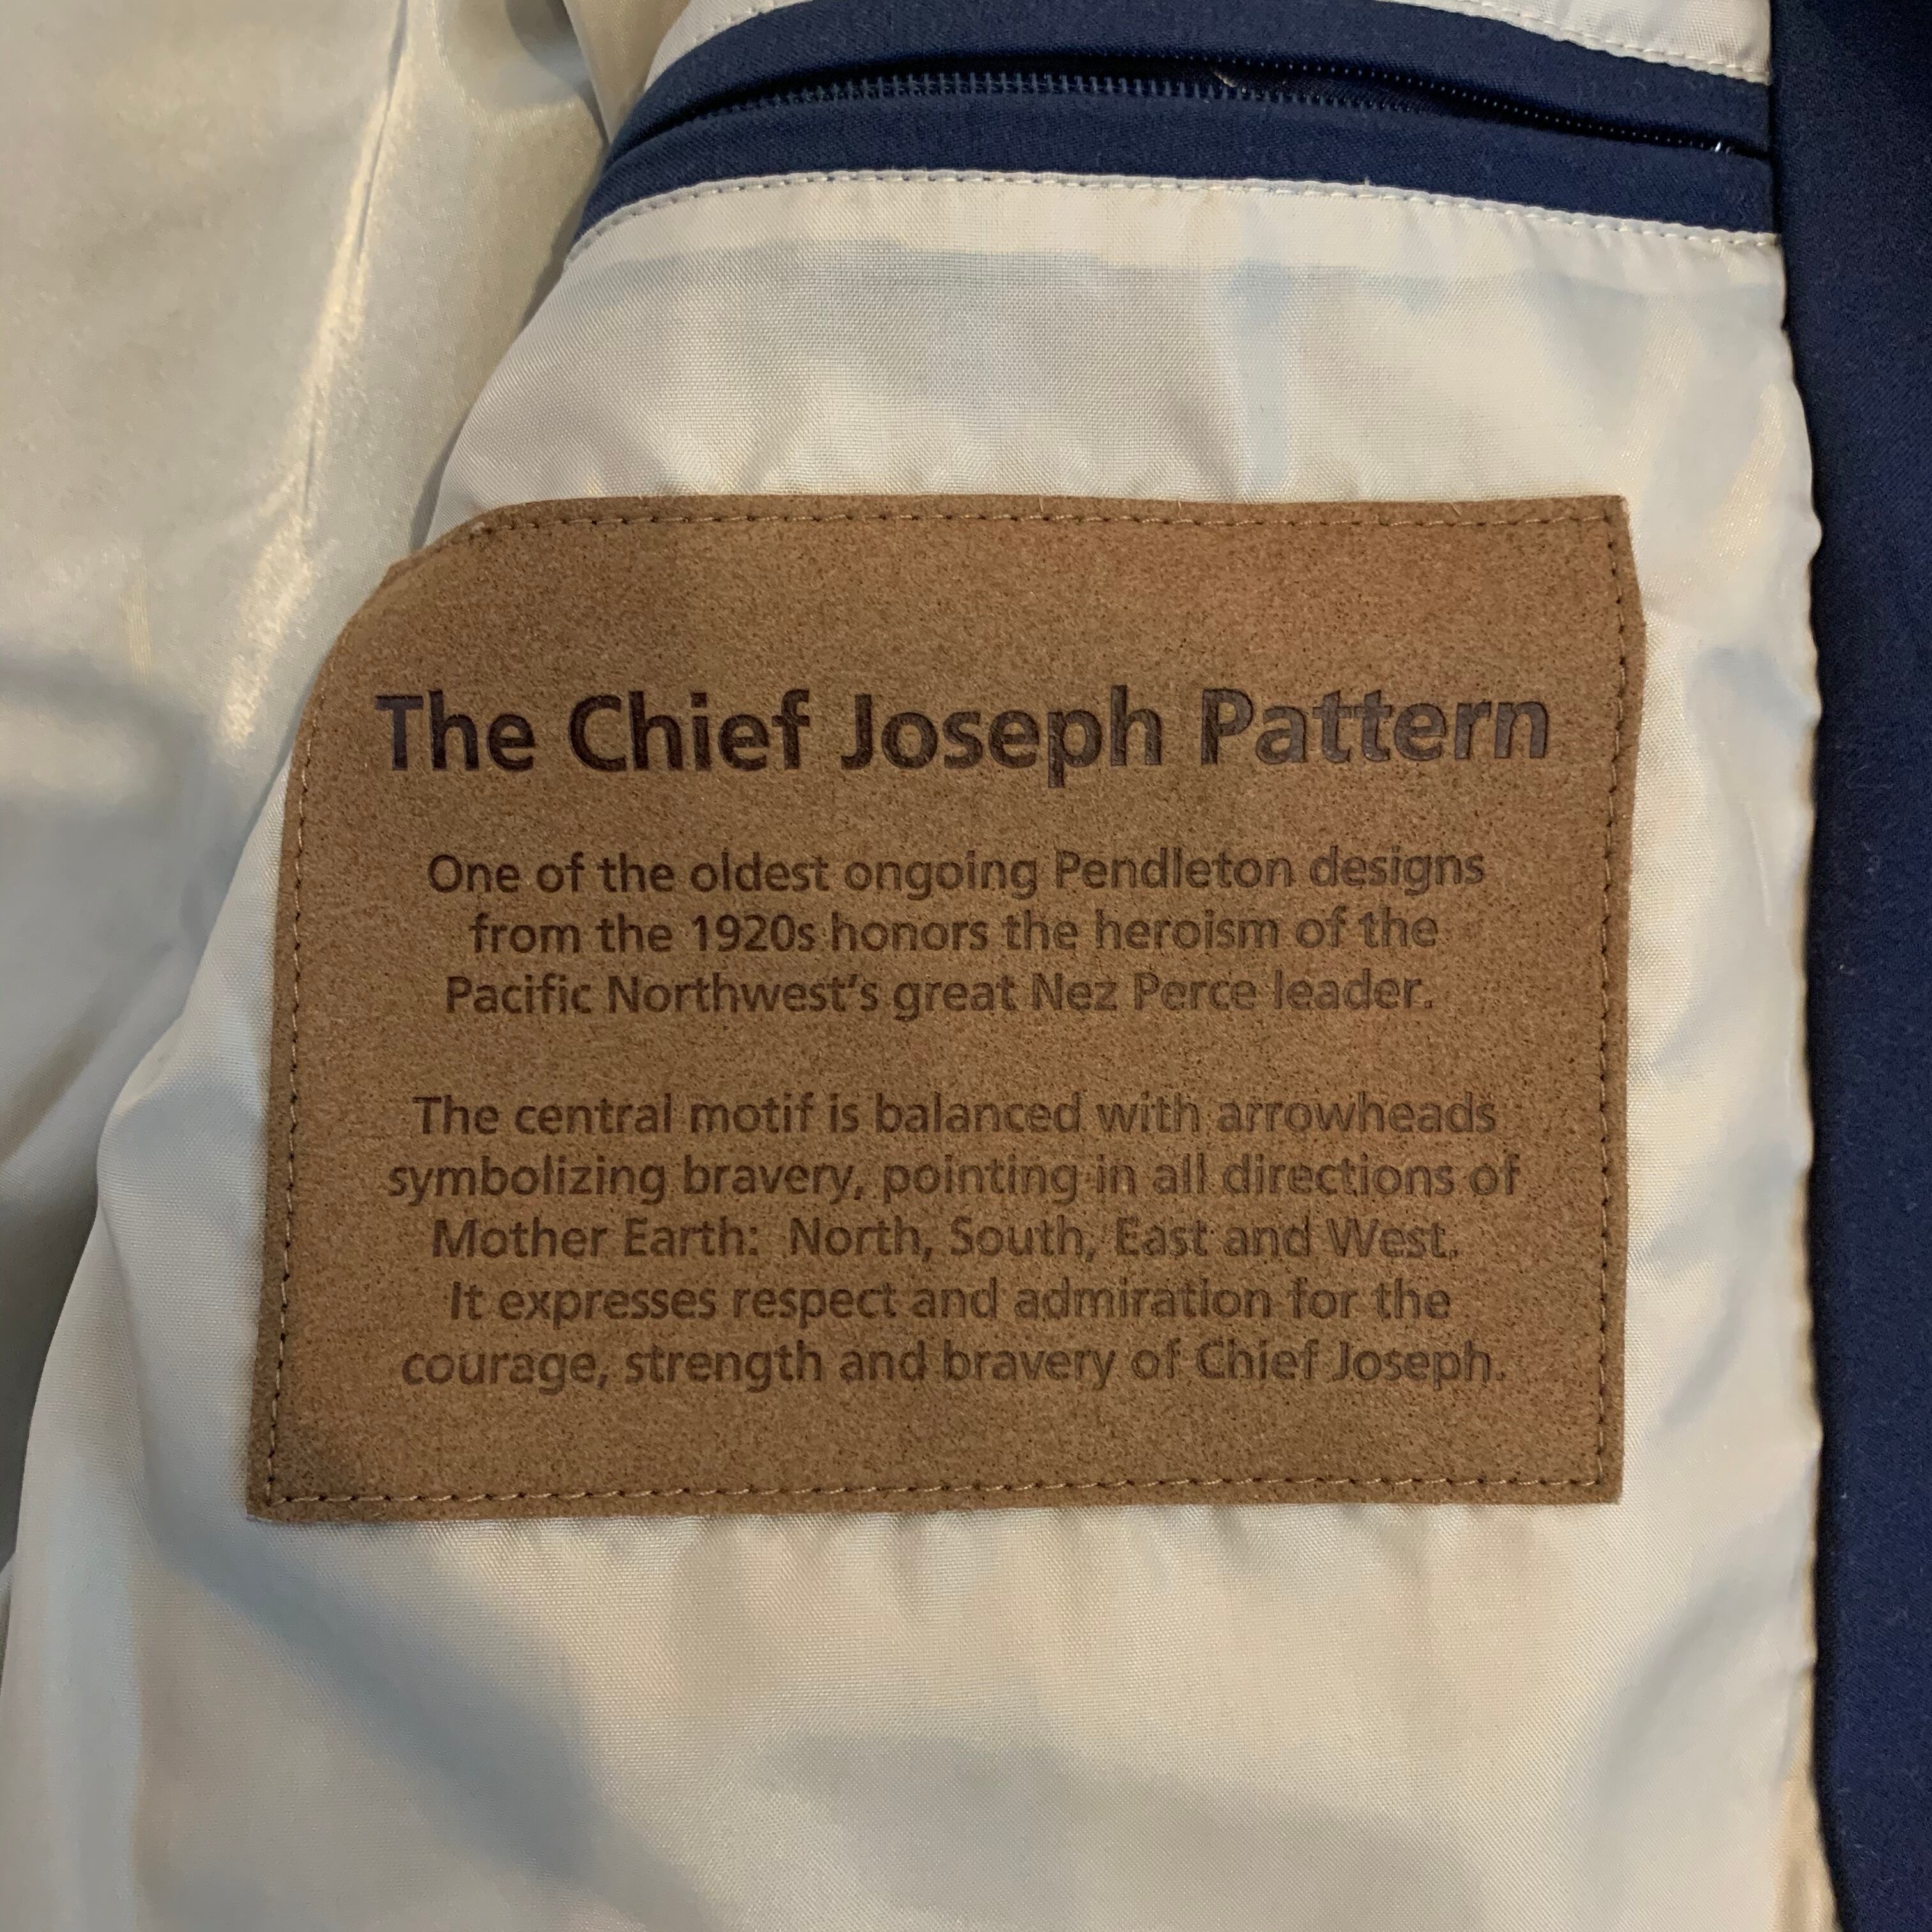 The Chief Joseph Pattern
One of the oldest ongoing Pendleton designs
from the 1920s honors the heroism of the
Pacific Northwest's great Nez Perce leader.
The central motif is balanced with arrowheads
symbolizing bravery, pointing in all directions of
Mother Earth:  North, South, East and West.
It expresses respect and admiration for the
courage, strength and bravery of Chief Joseph.